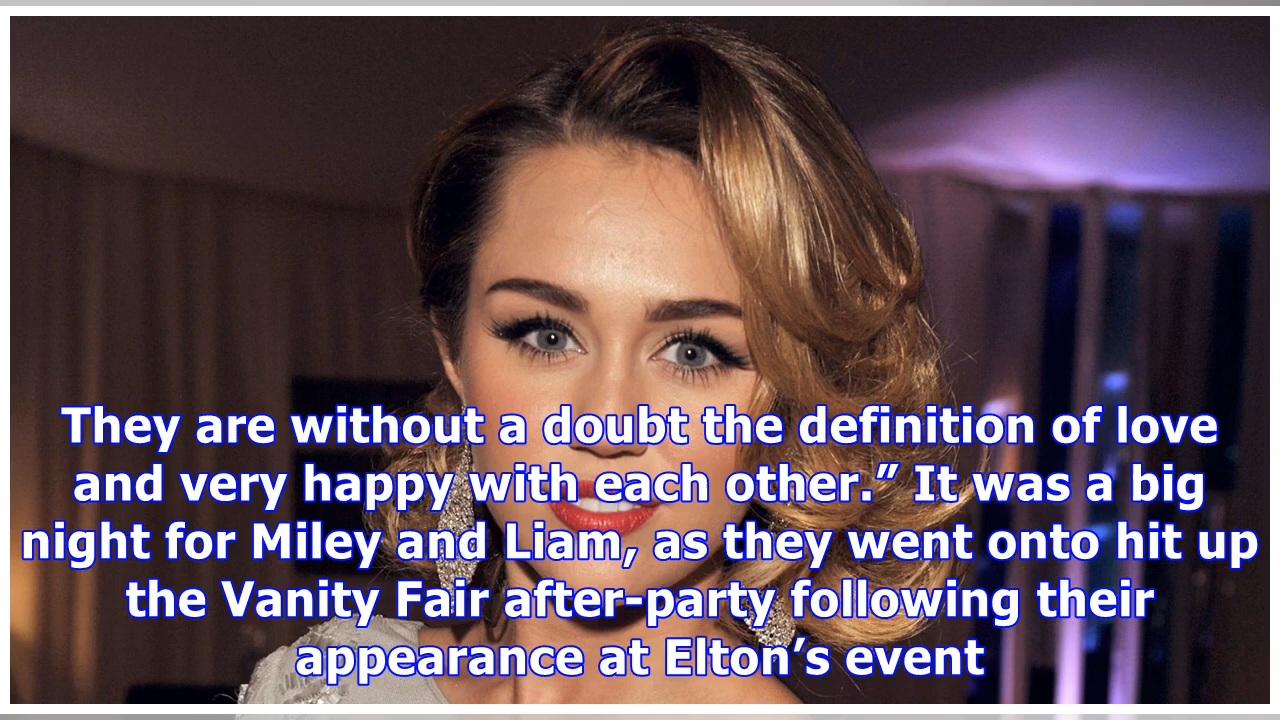 They are without a doubt the definition of love
and very happy with each other.” It was a big
night for Miley and Liam, as they went onto hit up
the Vanity Fair after-party following their
appearance at Elton’s event